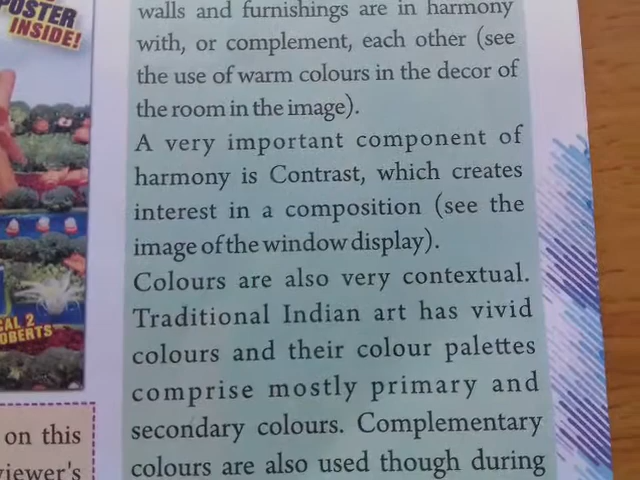 POSTER
INSIDE!
CAL 2
OBERTS
on this
viewer's
walls and furnishings are in harmony
with, or complement, each other (see
the use of warm colours in the decor of
the room in the image).
A very important component of
harmony is Contrast, which creates
interest in a composition (see the
image of the window display).
Colours are also very contextual.
Traditional Indian art has vivid
colours and their colour palettes
comprise mostly primary and
secondary colours. Complementary
colours are also used though during